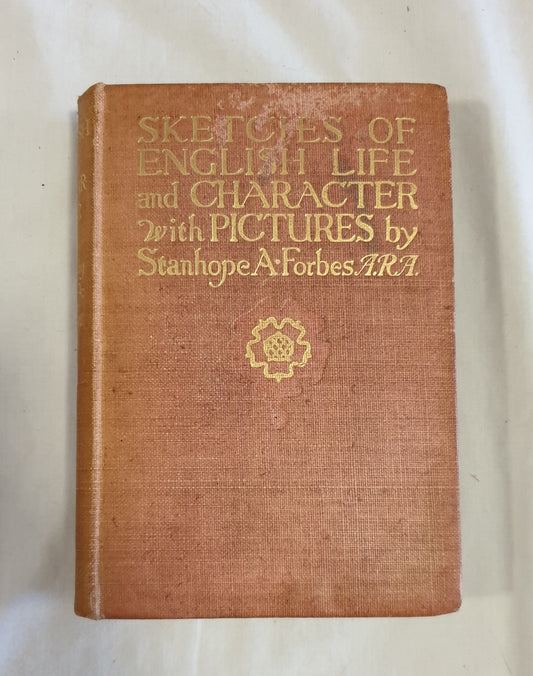 SKETCHES OF
ENGLISH LIFE
and CHARACTER
With PICTURES by
Stanhope A·Forbes. A.R.A.